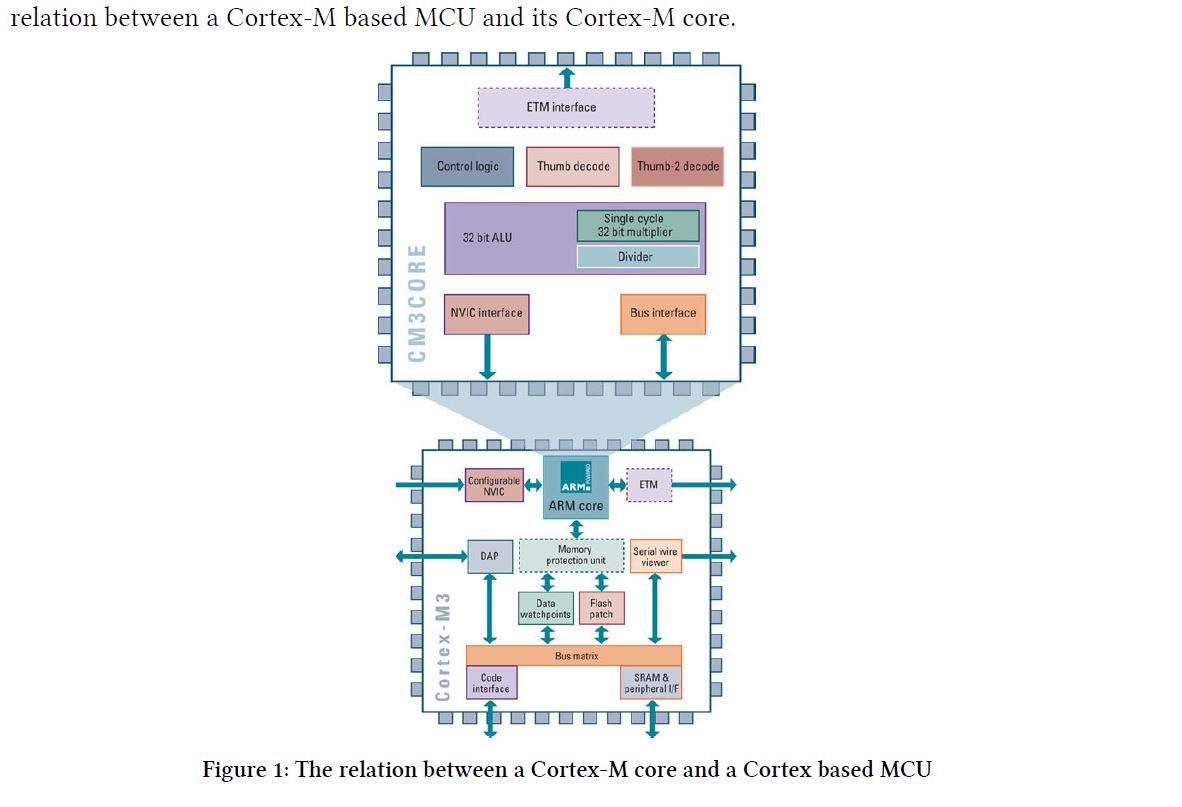 relation between a Cortex-M based MCU and its Cortex-M core.
ETM interface
Control logic
Thumb decode
Thumb-2 decode
32 bit ALU
Single cycle
32 bit multiplier
Divider
CM3CORE
NVIC interface
Bus interface
Configurable
NVIC
ARM
ARM core
ETM
DAP
Memory
protection unit
Serial wire
viewer
Data
watchpoints
Flash
patch
Cortex-M3
Bus matrix
Code
interface
SRAM &
peripheral I/F
Figure 1: The relation between a Cortex-M core and a Cortex based MCU